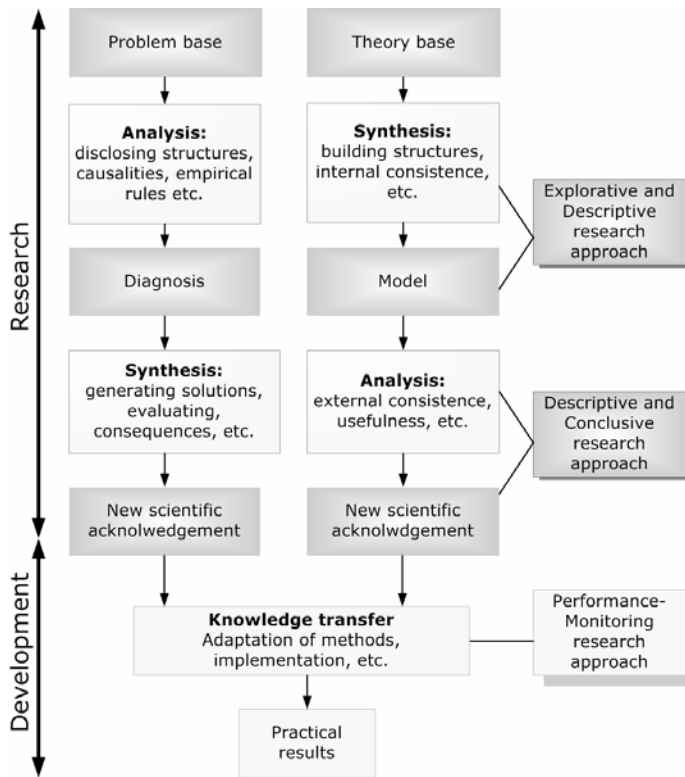 Research
Development
Problem base
Theory base
Analysis:
disclosing structures,
causalities, empirical
rules etc.
Synthesis:
building structures,
internal consistence,
etc.
Explorative and
Descriptive
research
approach
Diagnosis
Model
Synthesis:
generating solutions,
evaluating,
consequences, etc.
Analysis:
external consistence,
usefulness, etc.
Descriptive and
Conclusive
research
approach
New scientific
acknolwedgement
New scientific
acknolwdgement
Knowledge transfer
Adaptation of methods,
implementation, etc.
Performance-
Monitoring
research
approach
Practical
results